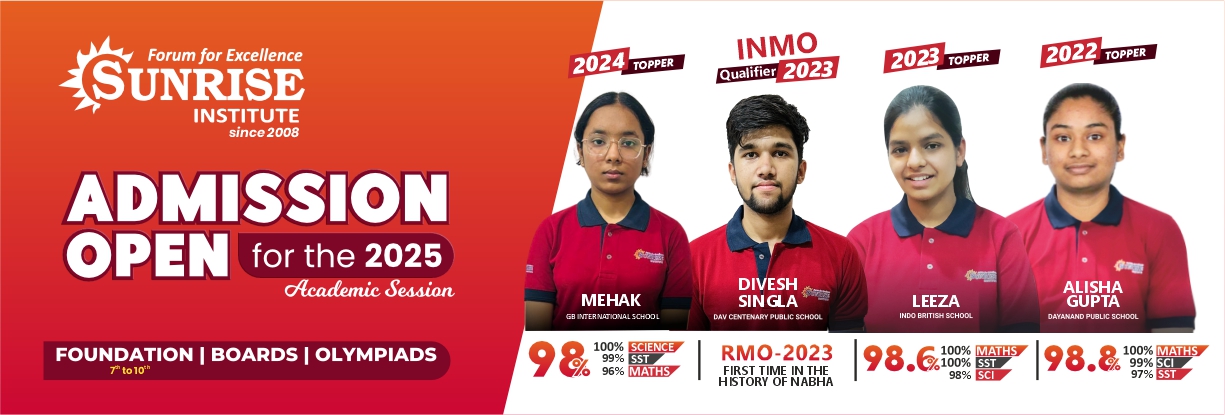 Forum for Excellence
SUNRISE
INSTITUTE
since 2008
ADMISSION
OPEN for the 2025
Academic Session
FOUNDATION | BOARDS | OLYMPIADS
7th to 10th
2024 TOPPER
MEHAK
GB INTERNATIONAL SCHOOL
98%
100% SCIENCE
99% SST
96% MATHS
INMO
Qualifier 2023
DIVESH
SINGLA
DAV CENTENARY PUBLIC SCHOOL
RMO-2023
FIRST TIME IN THE
HISTORY OF NABHA
2023 TOPPER
LEEZA
INDO BRITISH SCHOOL
98.6%
100% MATHS
100% SST
98% SCI
2022 TOPPER
ALISHA
GUPTA
DAYANAND PUBLIC SCHOOL
98.8%
100% MATHS
99% SCI
97% SST